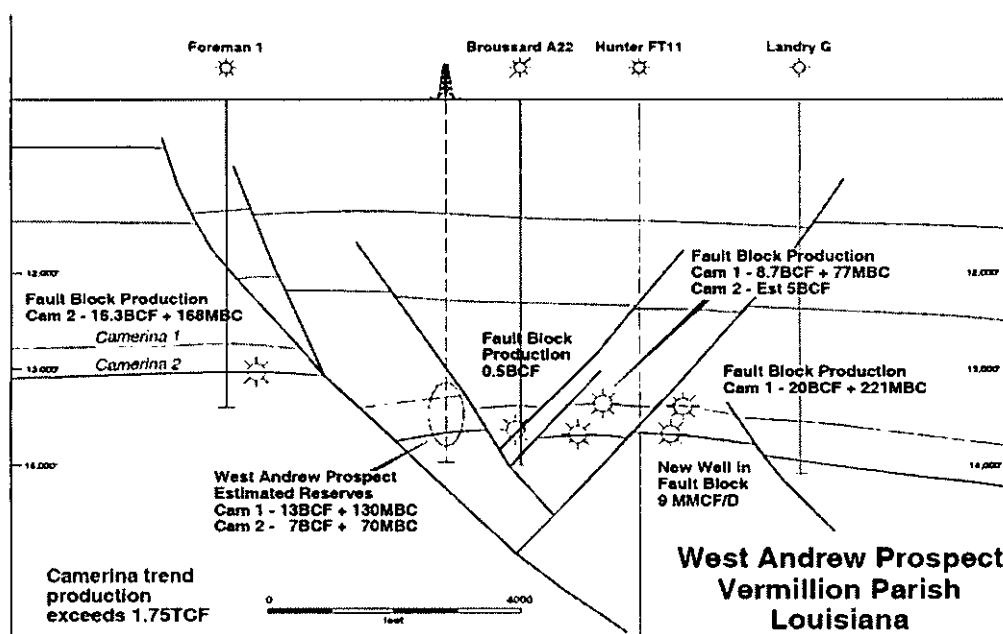 Foreman 1
Broussard A22
Hunter FT11
Landry G
12,000'
12,000'
Fault Block Production
Cam 1 - 8.7BCF + 77MBC
Cam 2 - Est 5BCF
Fault Block Production
Cam 2 - 16.3BCF + 168MBC
Camerina 1
Camerina 2
Fault Block
Production
0.5BCF
13,000'
13,000'
Fault Block Production
Cam 1 - 20BCF + 221MBC
14,000'
West Andrew Prospect
Estimated Reserves
Cam 1 - 13BCF + 130MBC
Cam 2 - 7BCF + 70MBC
New Well in
Fault Block
9 MMCF/D
Camerina trend
production
exceeds 1.75TCF
0
4000
feet
West Andrew Prospect
Vermillion Parish
Louisiana